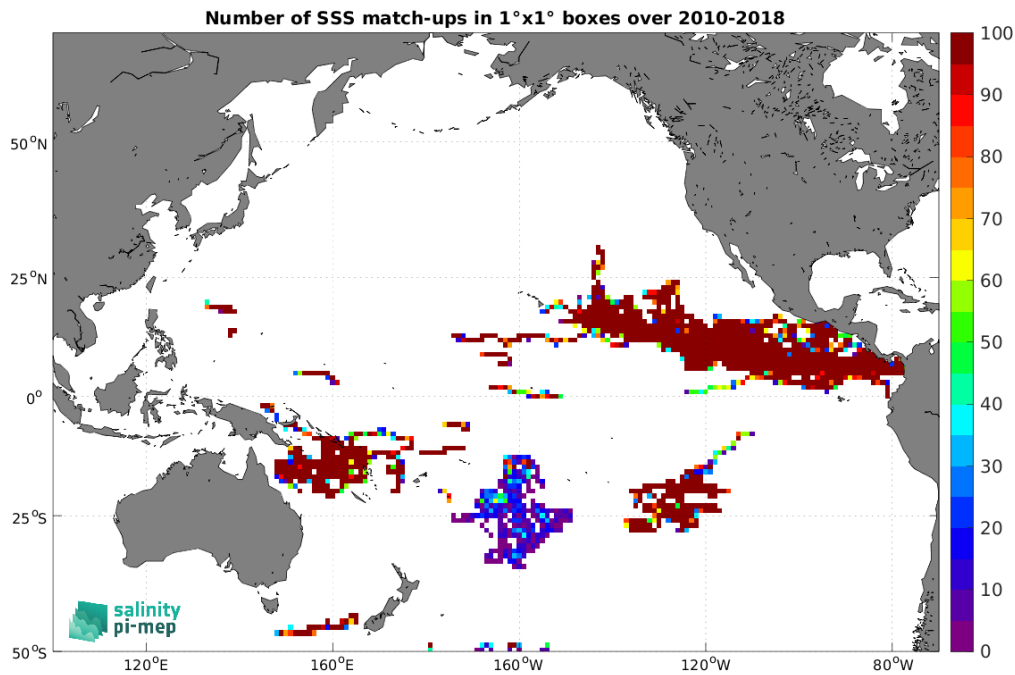 Number of SSS match-ups in 1°x1° boxes over 2010-2018
100
90
80
70
60
50
40
30
20
10
0
50°N
25°N
0°
25°S
50°S
120°E
160°E
160°W
120°W
80°W
salinity
pi-mep